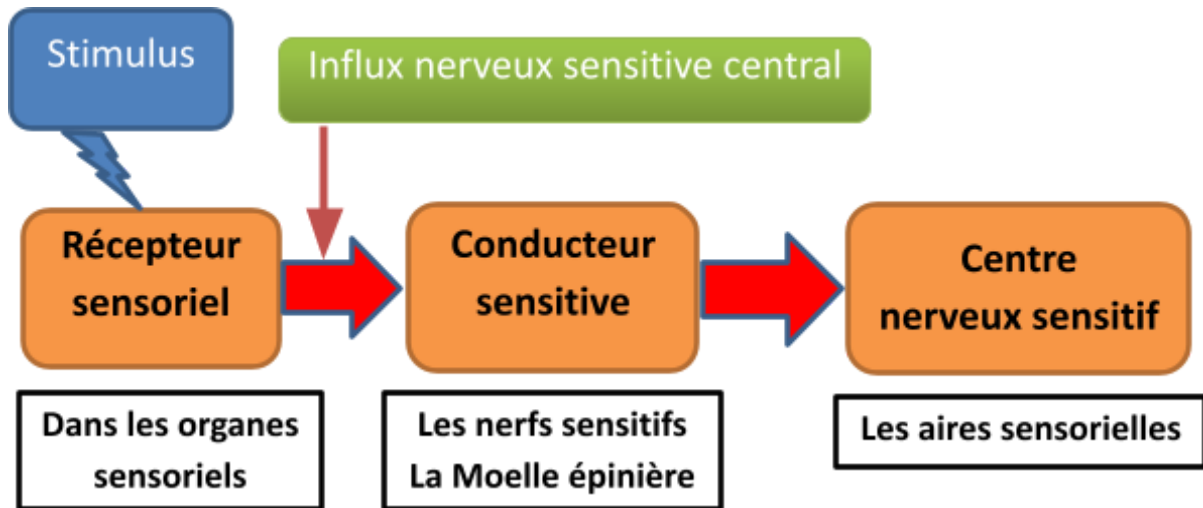 Stimulus
Influx nerveux sensitive central
Récepteur
sensoriel
Conducteur
sensitive
Centre
nerveux sensitif
Dans les organes
sensoriels
Les nerfs sensitifs
La Moelle épinière
Les aires sensorielles